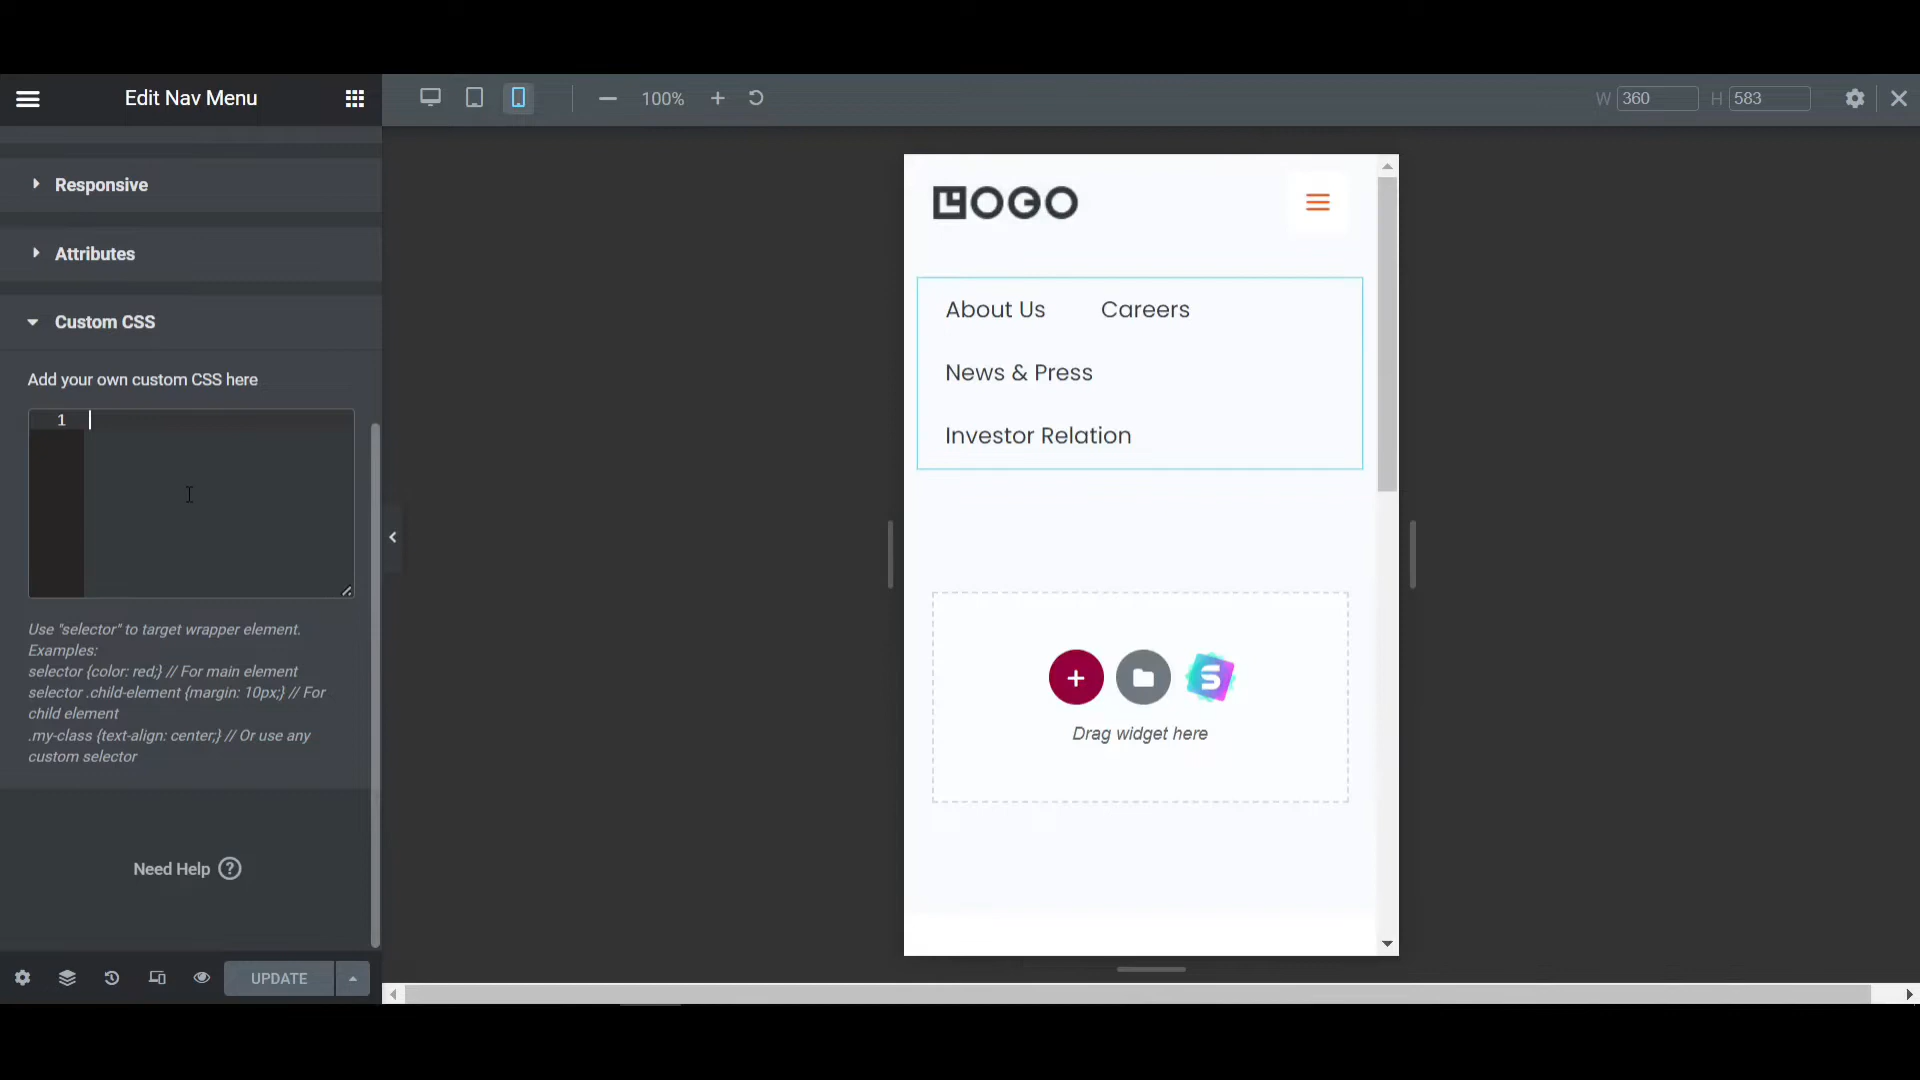 Edit Nav Menu
100%
W 360 H 583
Responsive
Attributes
Custom CSS
Add your own custom CSS here
1
Use "selector" to target wrapper element.
Examples:
selector {color: red;} // For main element
selector .child-element {margin: 10px;} // For
child element
.my-class {text-align: center;} // Or use any
custom selector
Need Help ?
UPDATE
LOGO
About Us Careers
News & Press
Investor Relation
S
Drag widget here